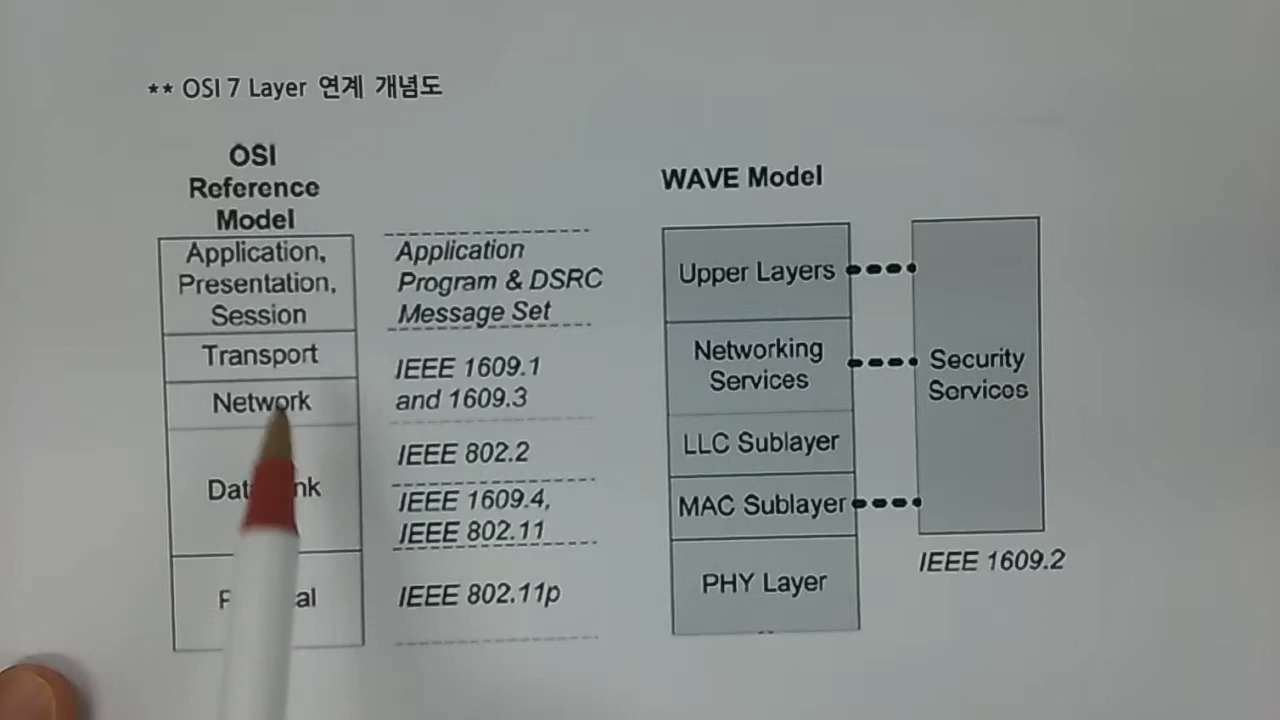 ** OSI 7 Layer 연계 개념도
OSI
Reference
Model
Application,
Presentation,
Session
Transport
Network
Application
Program & DSRC
Message Set
IEEE 1609.1
and 1609.3
IEEE 802.2
IEEE 1609.4,
IEEE 802.11
IEEE 802.11p
WAVE Model
Upper Layers
Networking
Services
LLC Sublayer
MAC Sublayer
PHY Layer
Security
Services
IEEE 1609.2